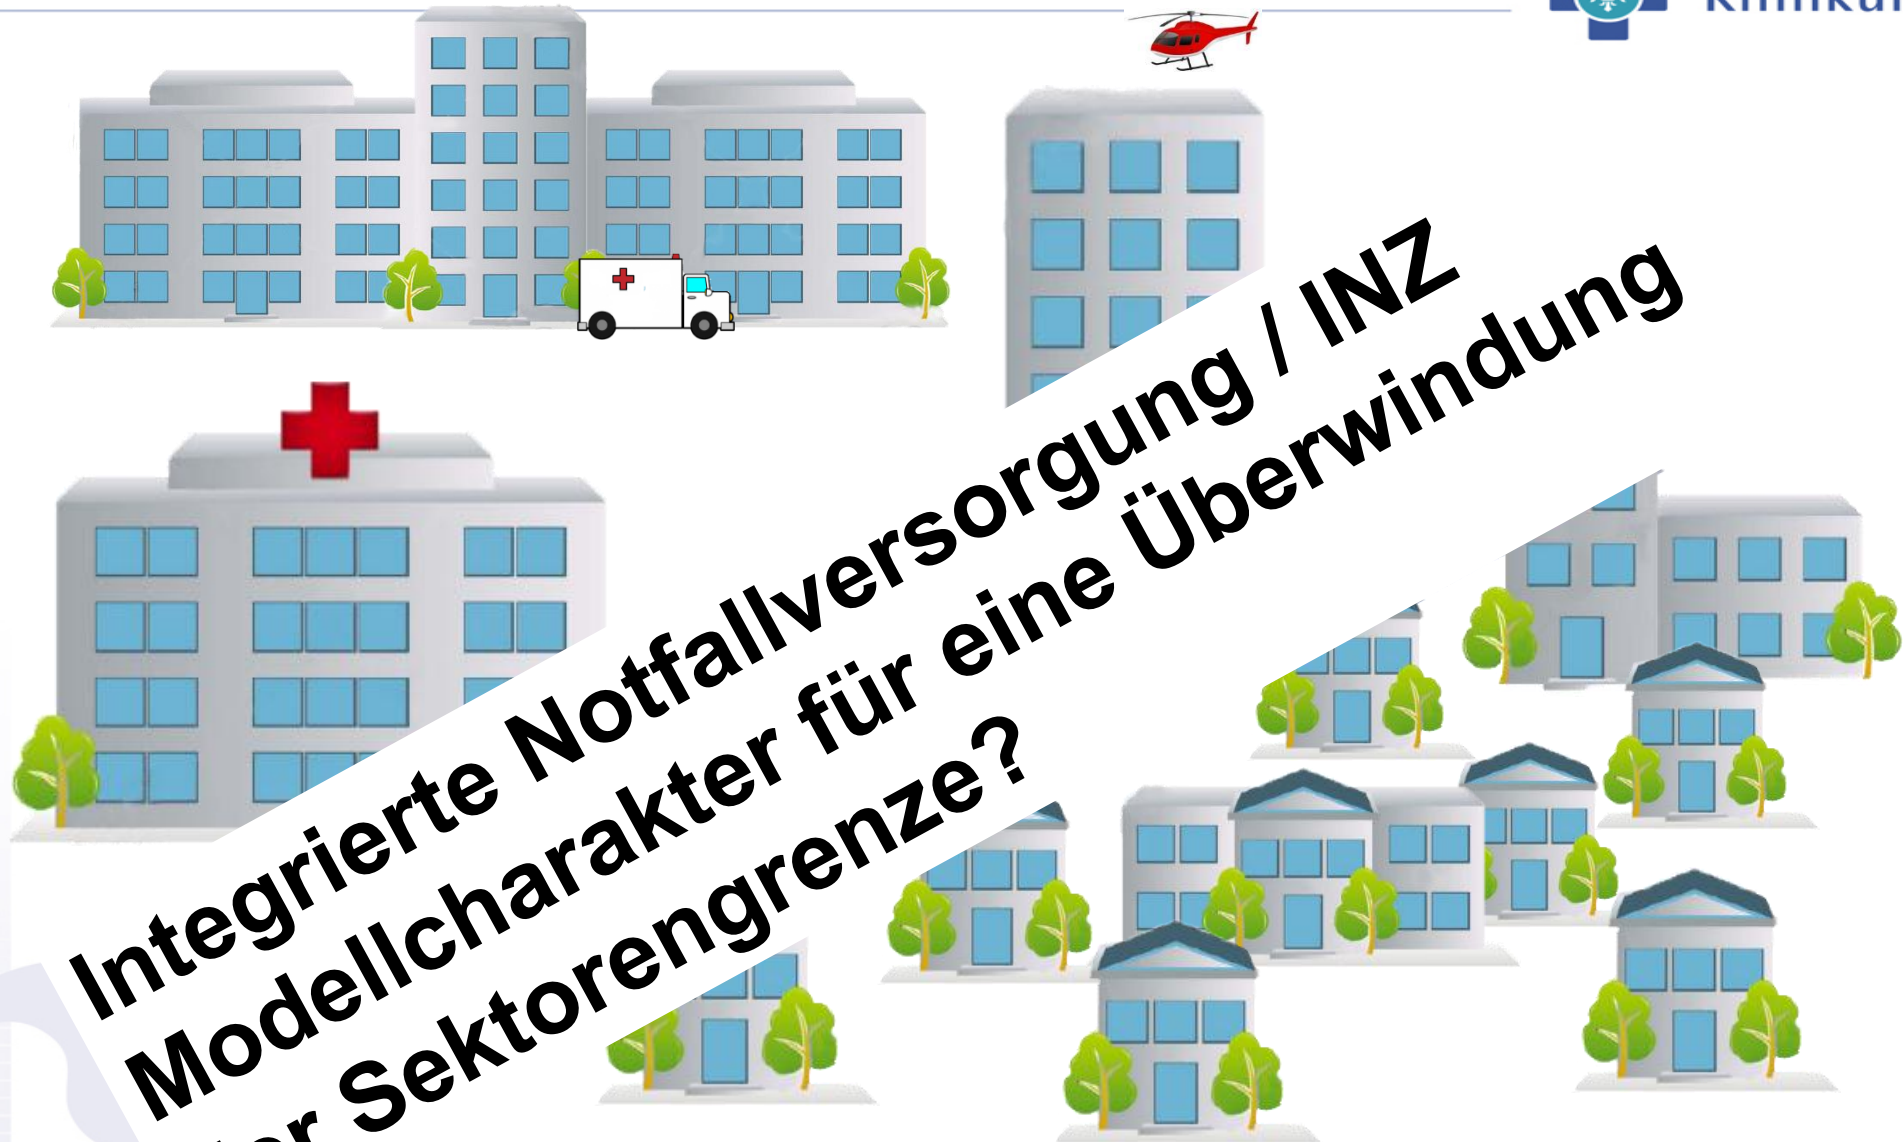 Integrierte Notfallversorgung / INZ
Modellcharakter für eine Überwindung
Sektorengrenze?